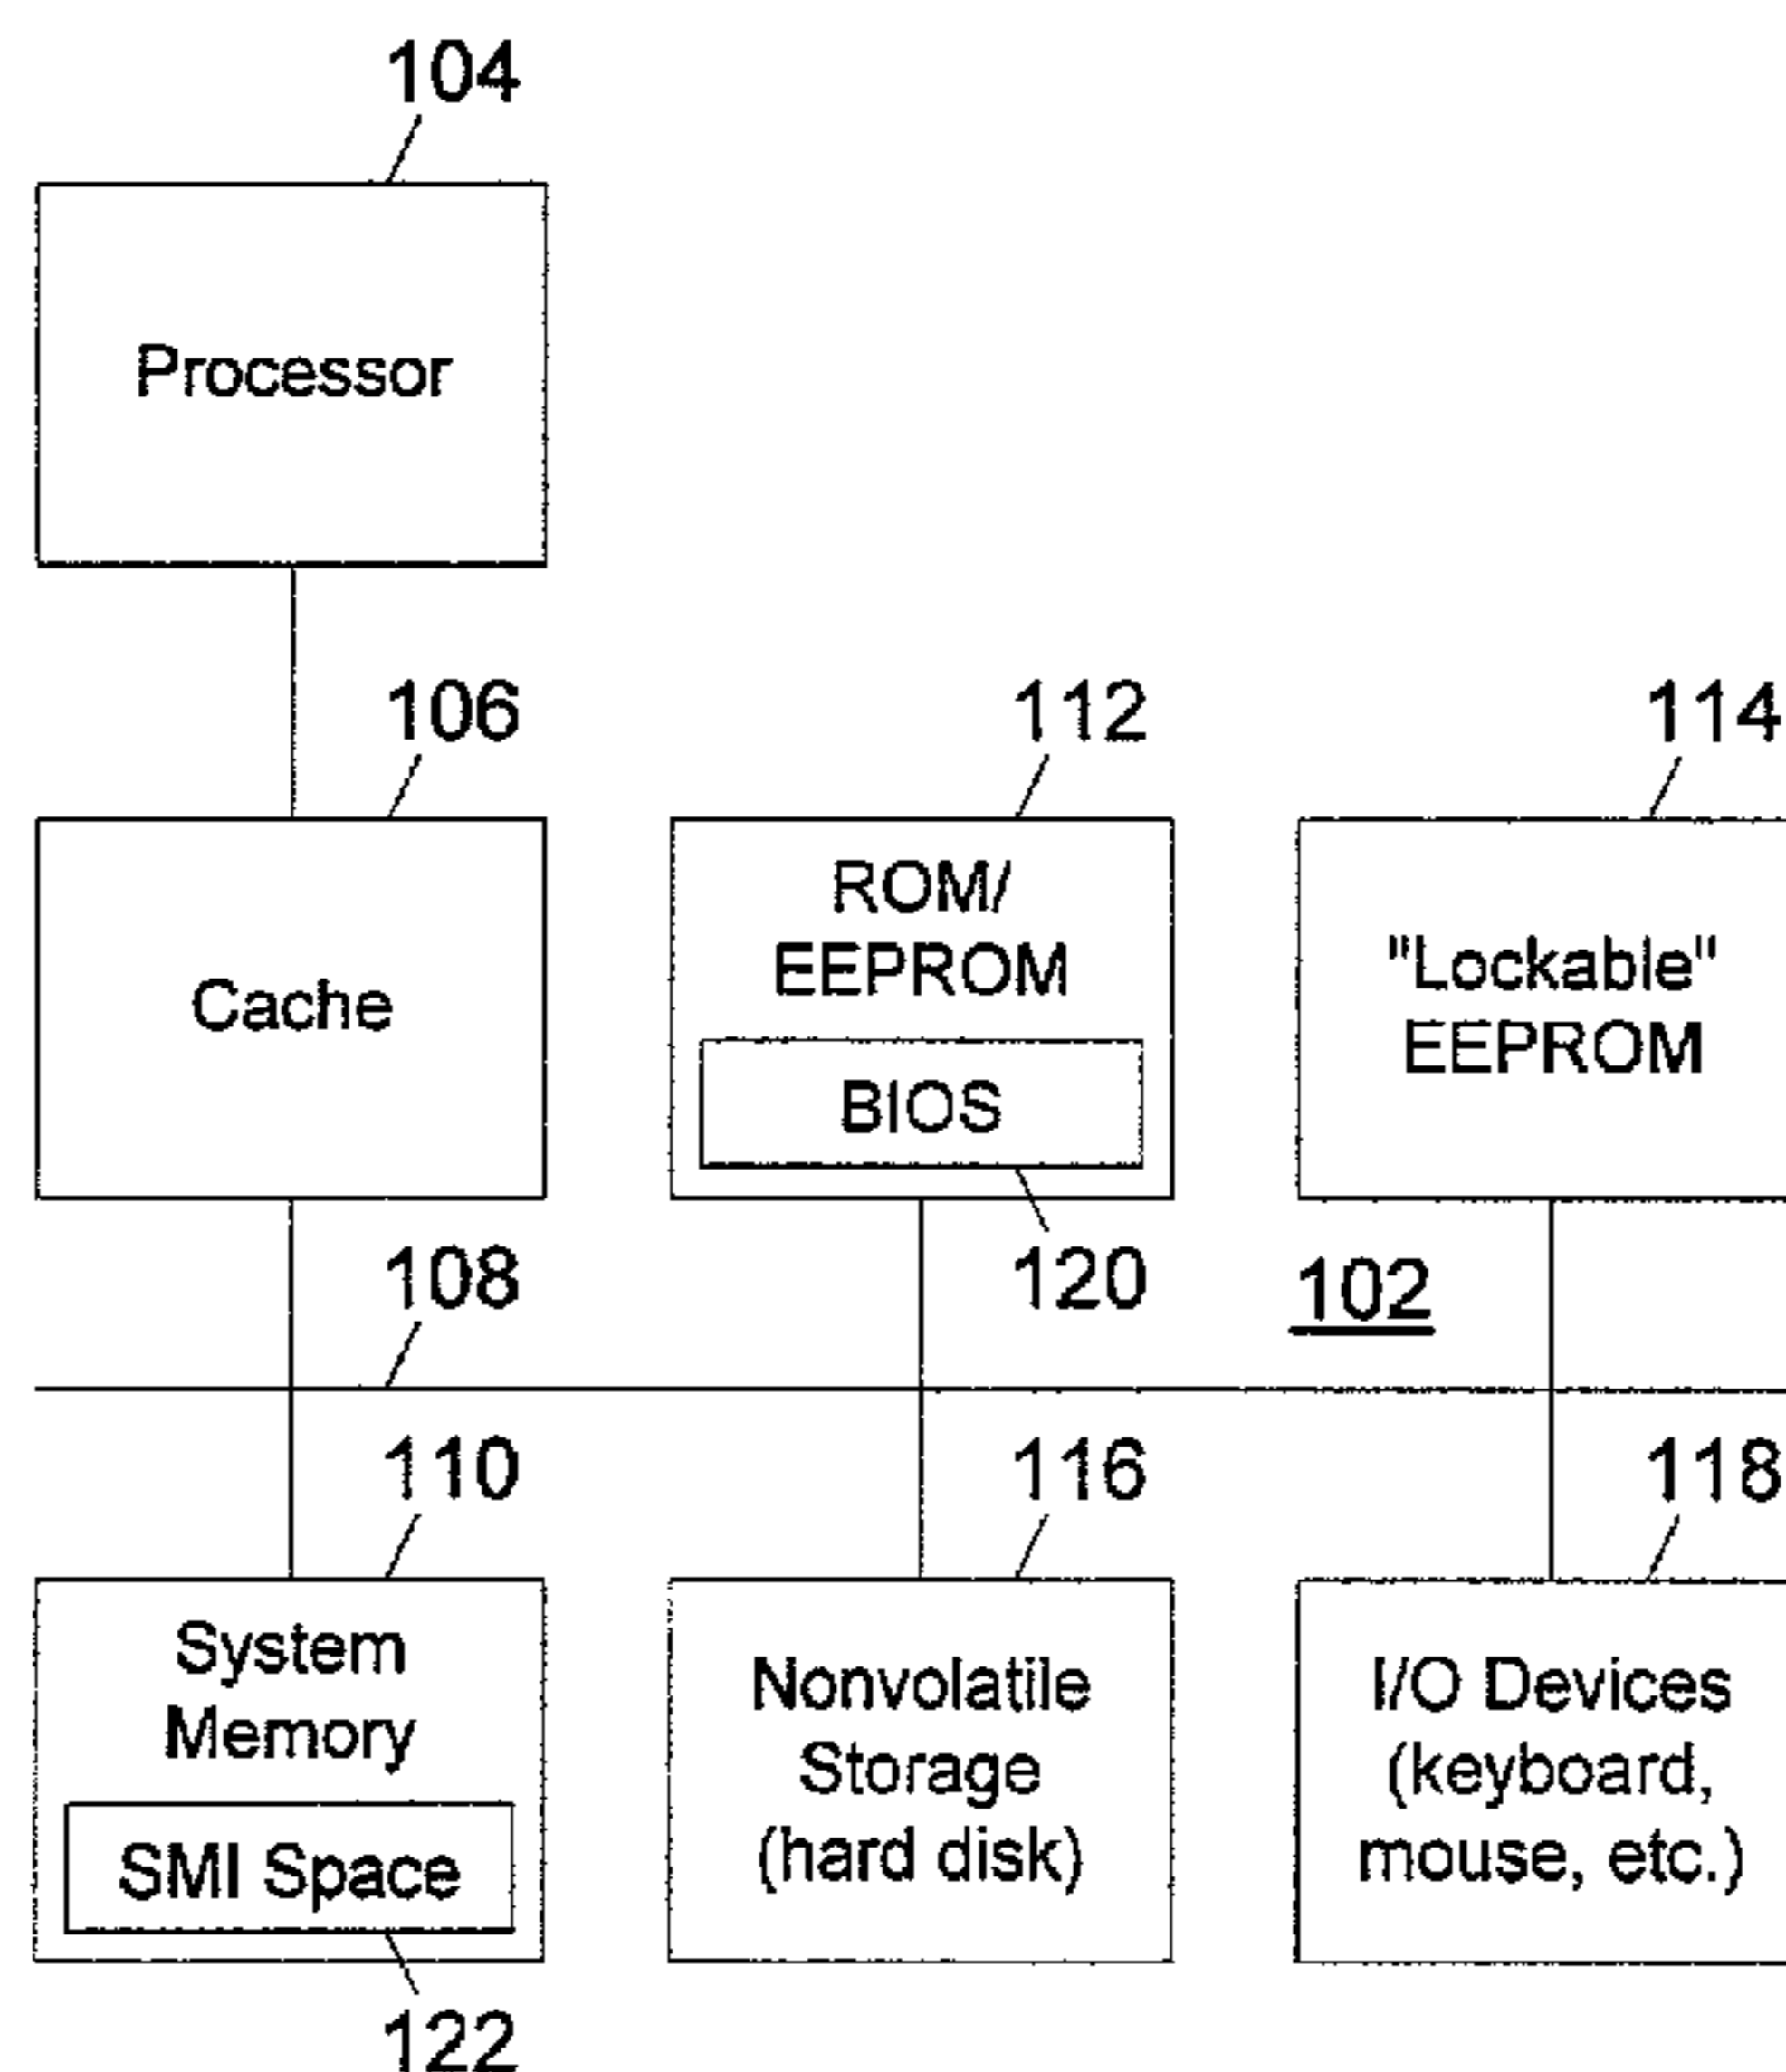 104
Processor
106
112
114
Cache
ROM/
EEPROM
BIOS
"Lockable"
EEPROM
108
120
102
110
116
118
System
Memory
SMI Space
Nonvolatile
Storage
(hard disk)
I/O Devices
(keyboard,
mouse, etc.)
122